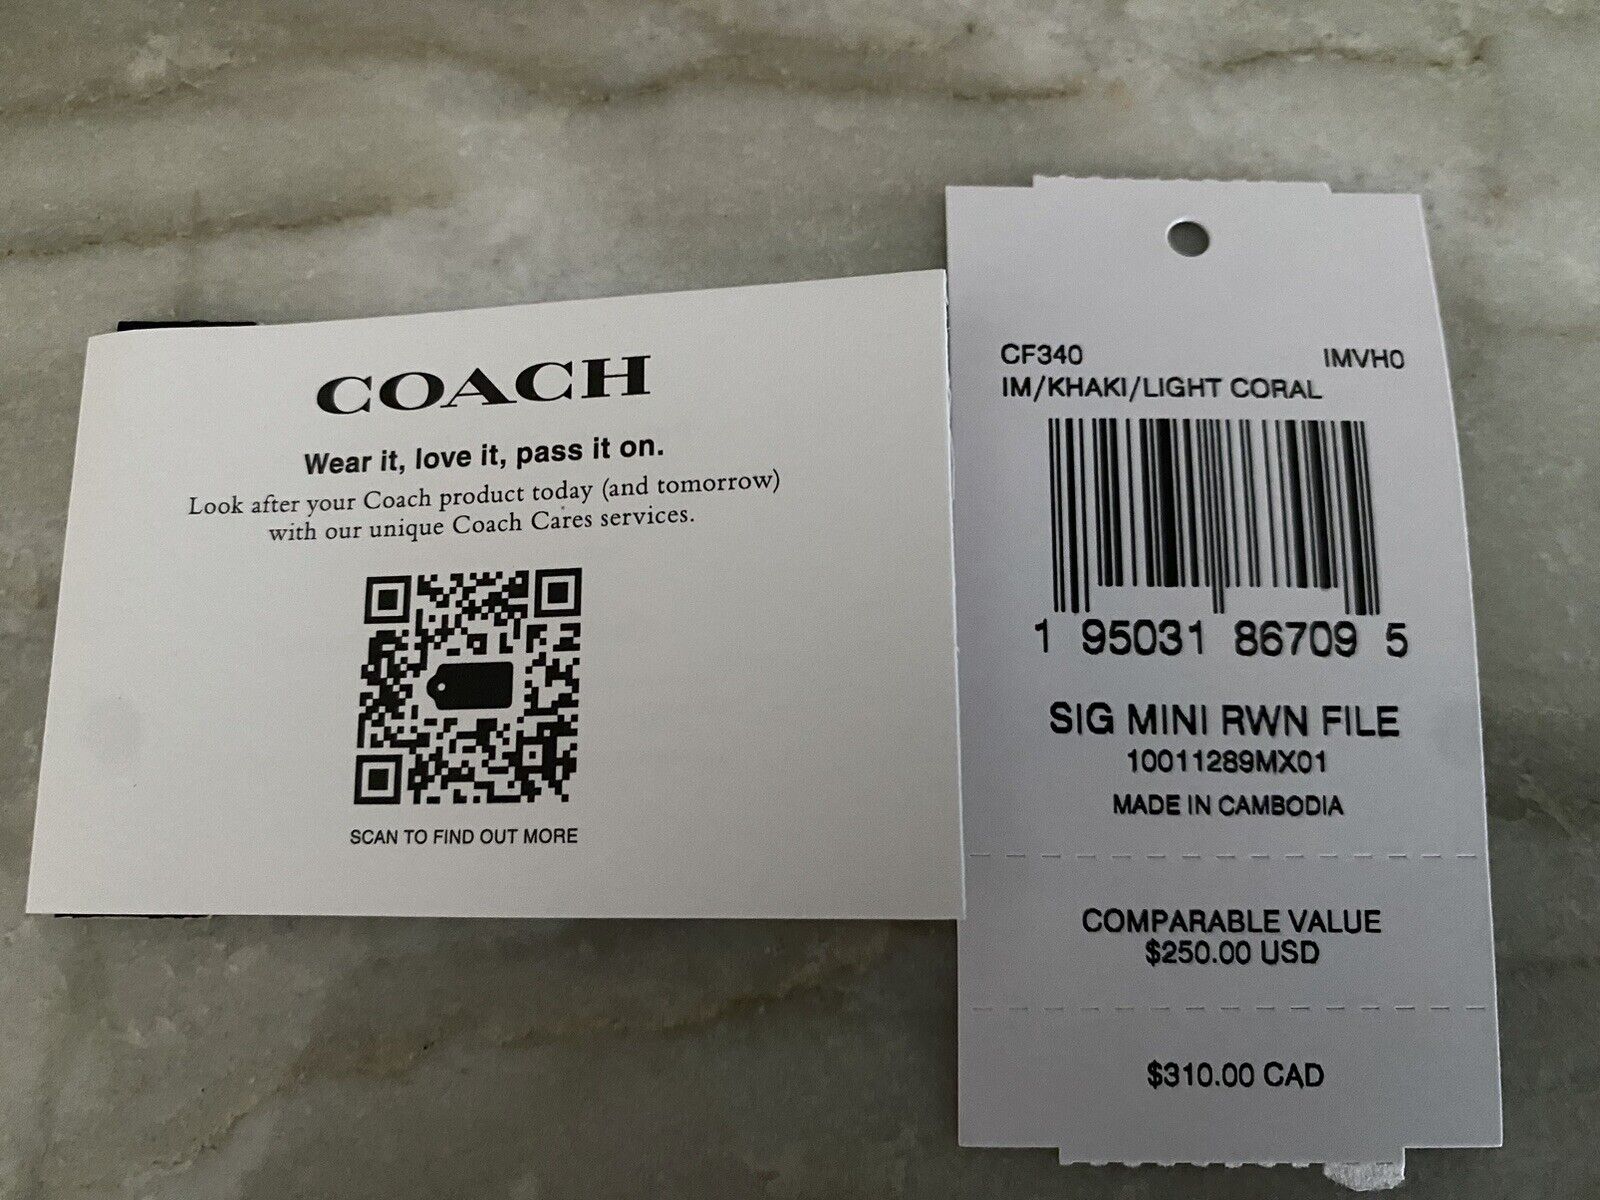 COACH
Wear it, love it, pass it on.
Look after your Coach product today (and tomorrow)
with our unique Coach Cares services.
SCAN TO FIND OUT MORE
CF340 IMVH0
IM/KHAKI/LIGHT CORAL
1 95031 86709 5
SIG MINI RWN FILE
10011289MX01
MADE IN CAMBODIA
COMPARABLE VALUE
$250.00 USD
$310.00 CAD